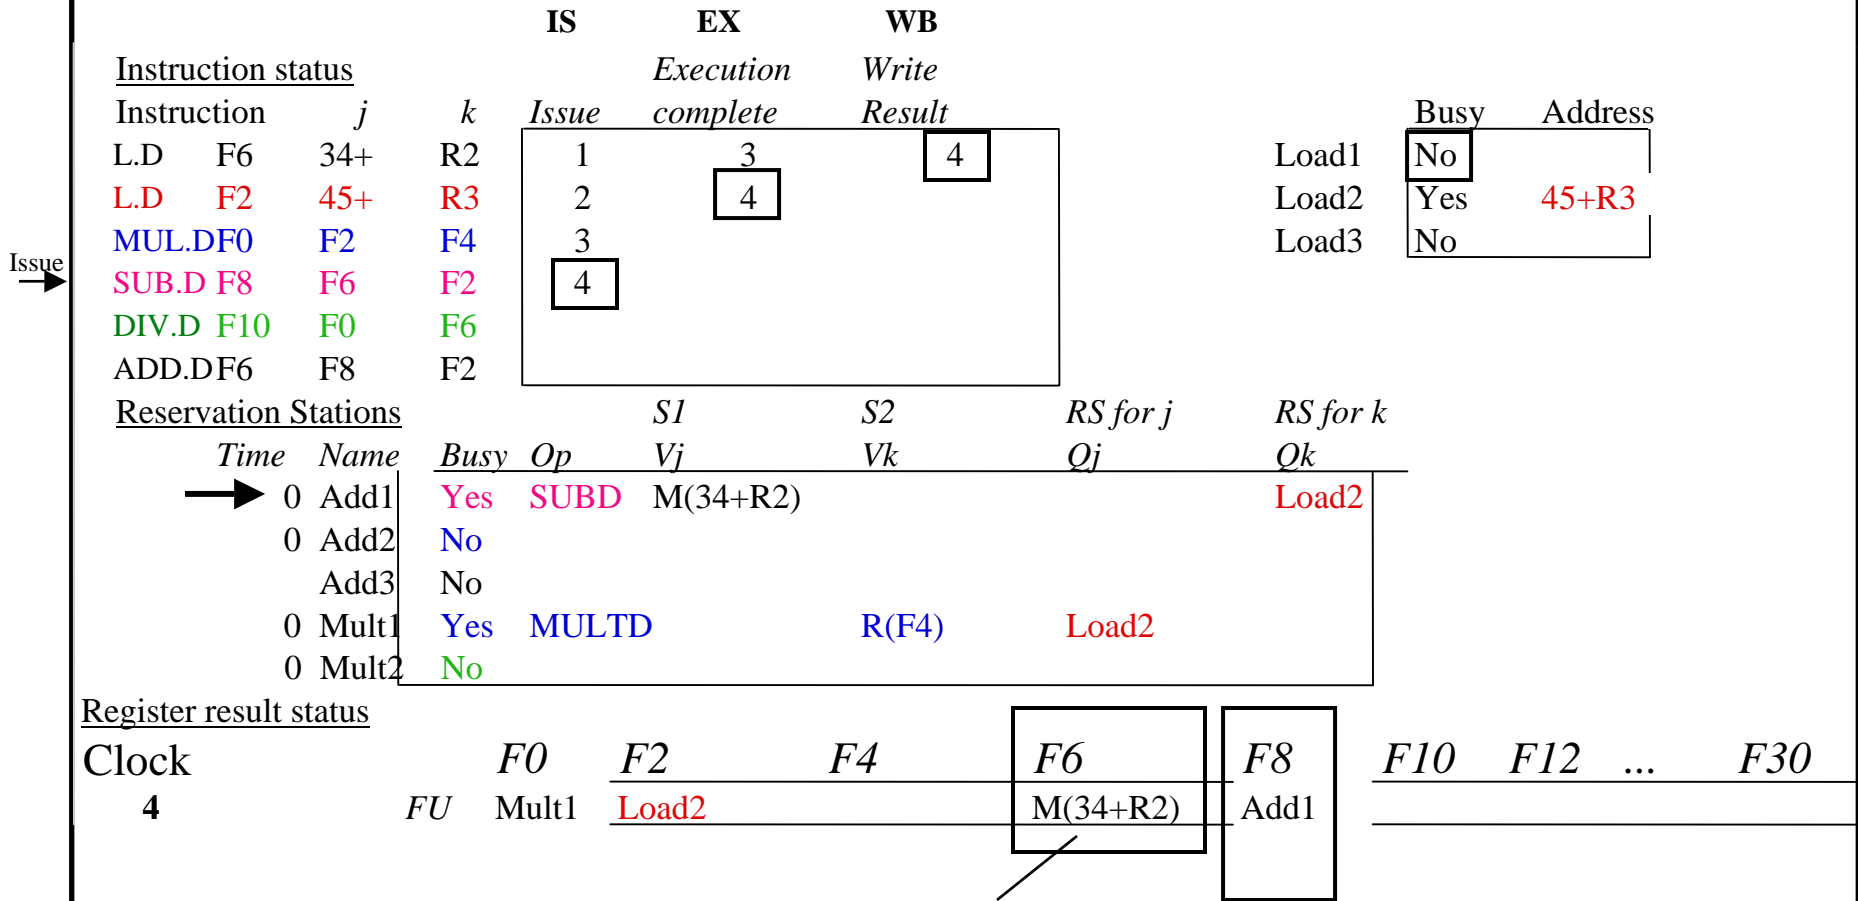 IS EX WB
Instruction status Execution Write
Instruction j k Issue complete Result Busy Address
L.D F6 34+ R2 1 3 4 Load1 No
L.D F2 45+ R3 2 4 Load2 Yes 45+R3
MUL.D F0 F2 F4 3 Load3 No
Issue SUB.D F8 F6 F2 4
DIV.D F10 F0 F6
ADD.D F6 F8 F2
Reservation Stations S1 S2 RS for j RS for k
Time Name Busy Op Vj Vk Qj Qk
0 Add1 Yes SUBD M(34+R2) Load2
0 Add2 No
Add3 No
0 Mult1 Yes MULTD R(F4) Load2
0 Mult2 No
Register result status
Clock F0 F2 F4 F6 F8 F10 F12 ... F30
4 FU Mult1 Load2 M(34+R2) Add1